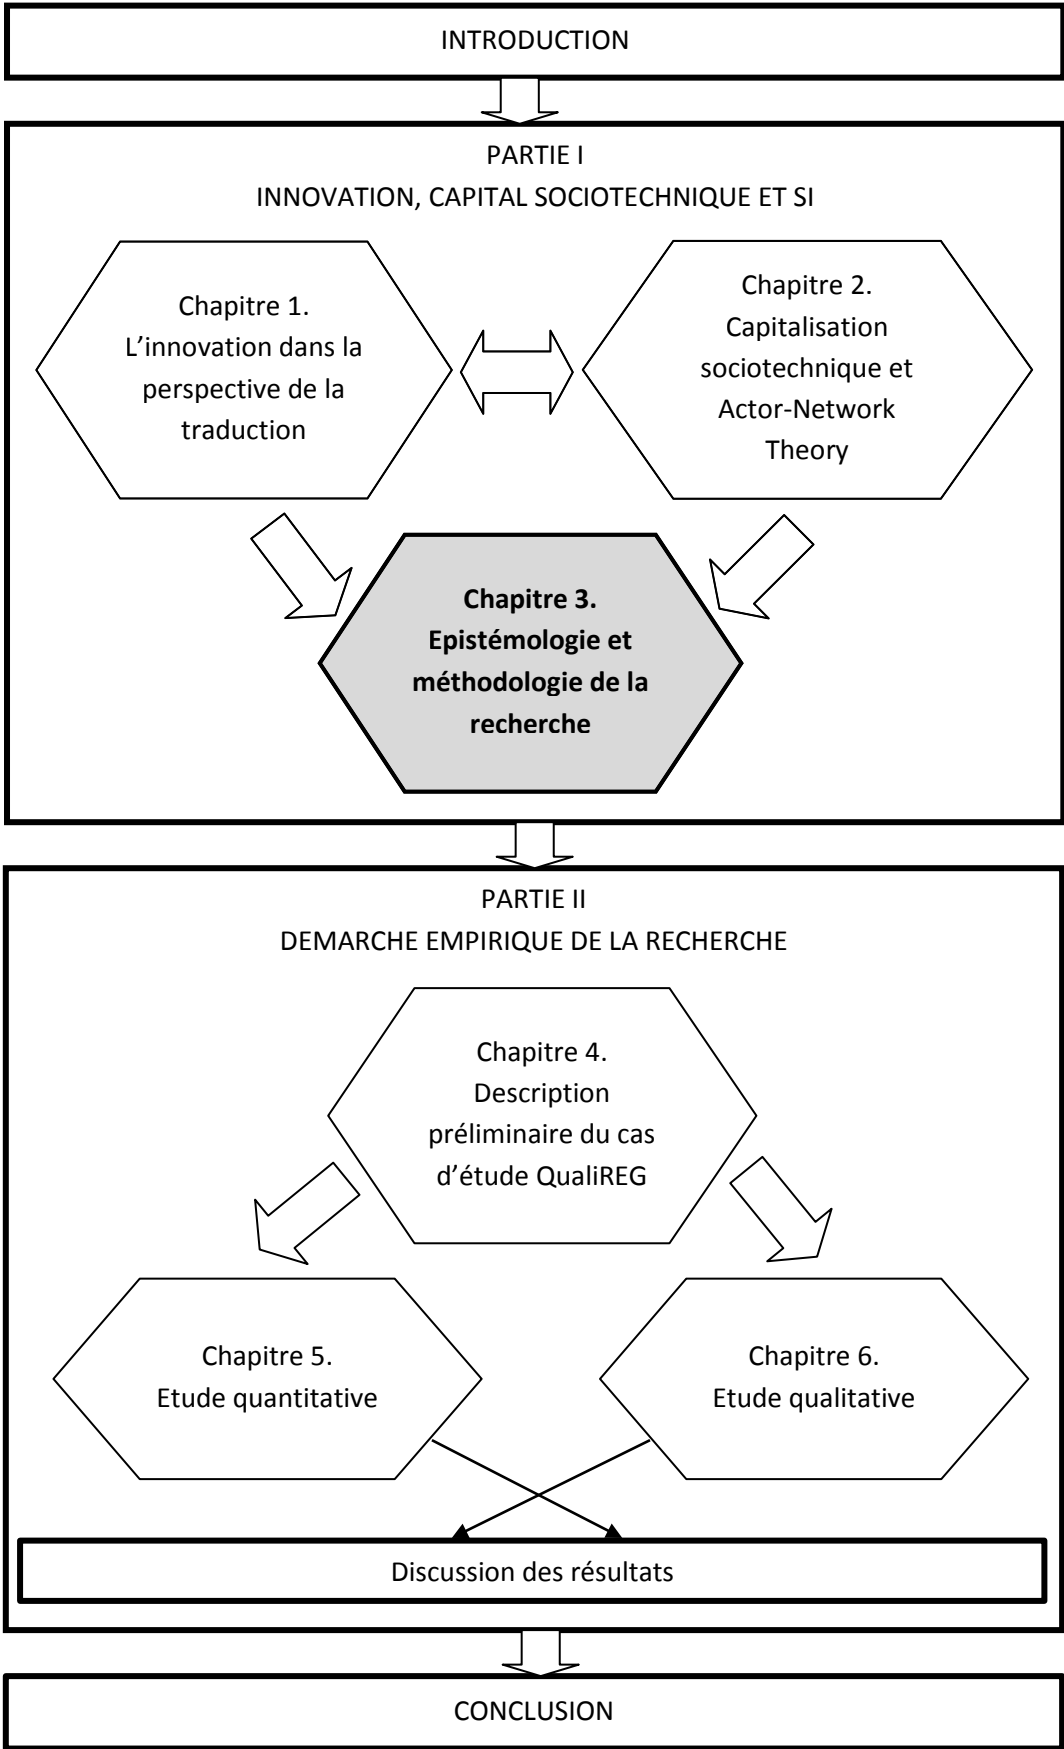 INTRODUCTION
PARTIE I
INNOVATION, CAPITAL SOCIOTECHNIQUE ET SI
Chapitre 1.
L’innovation dans la
perspective de la
traduction
Chapitre 2.
Capitalisation
sociotechnique et
Actor-Network
Theory
Chapitre 3.
Epistémologie et
méthodologie de la
recherche
PARTIE II
DEMARCHE EMPIRIQUE DE LA RECHERCHE
Chapitre 4.
Description
préliminaire du cas
d’étude QualiREG
Chapitre 5.
Etude quantitative
Chapitre 6.
Etude qualitative
Discussion des résultats
CONCLUSION